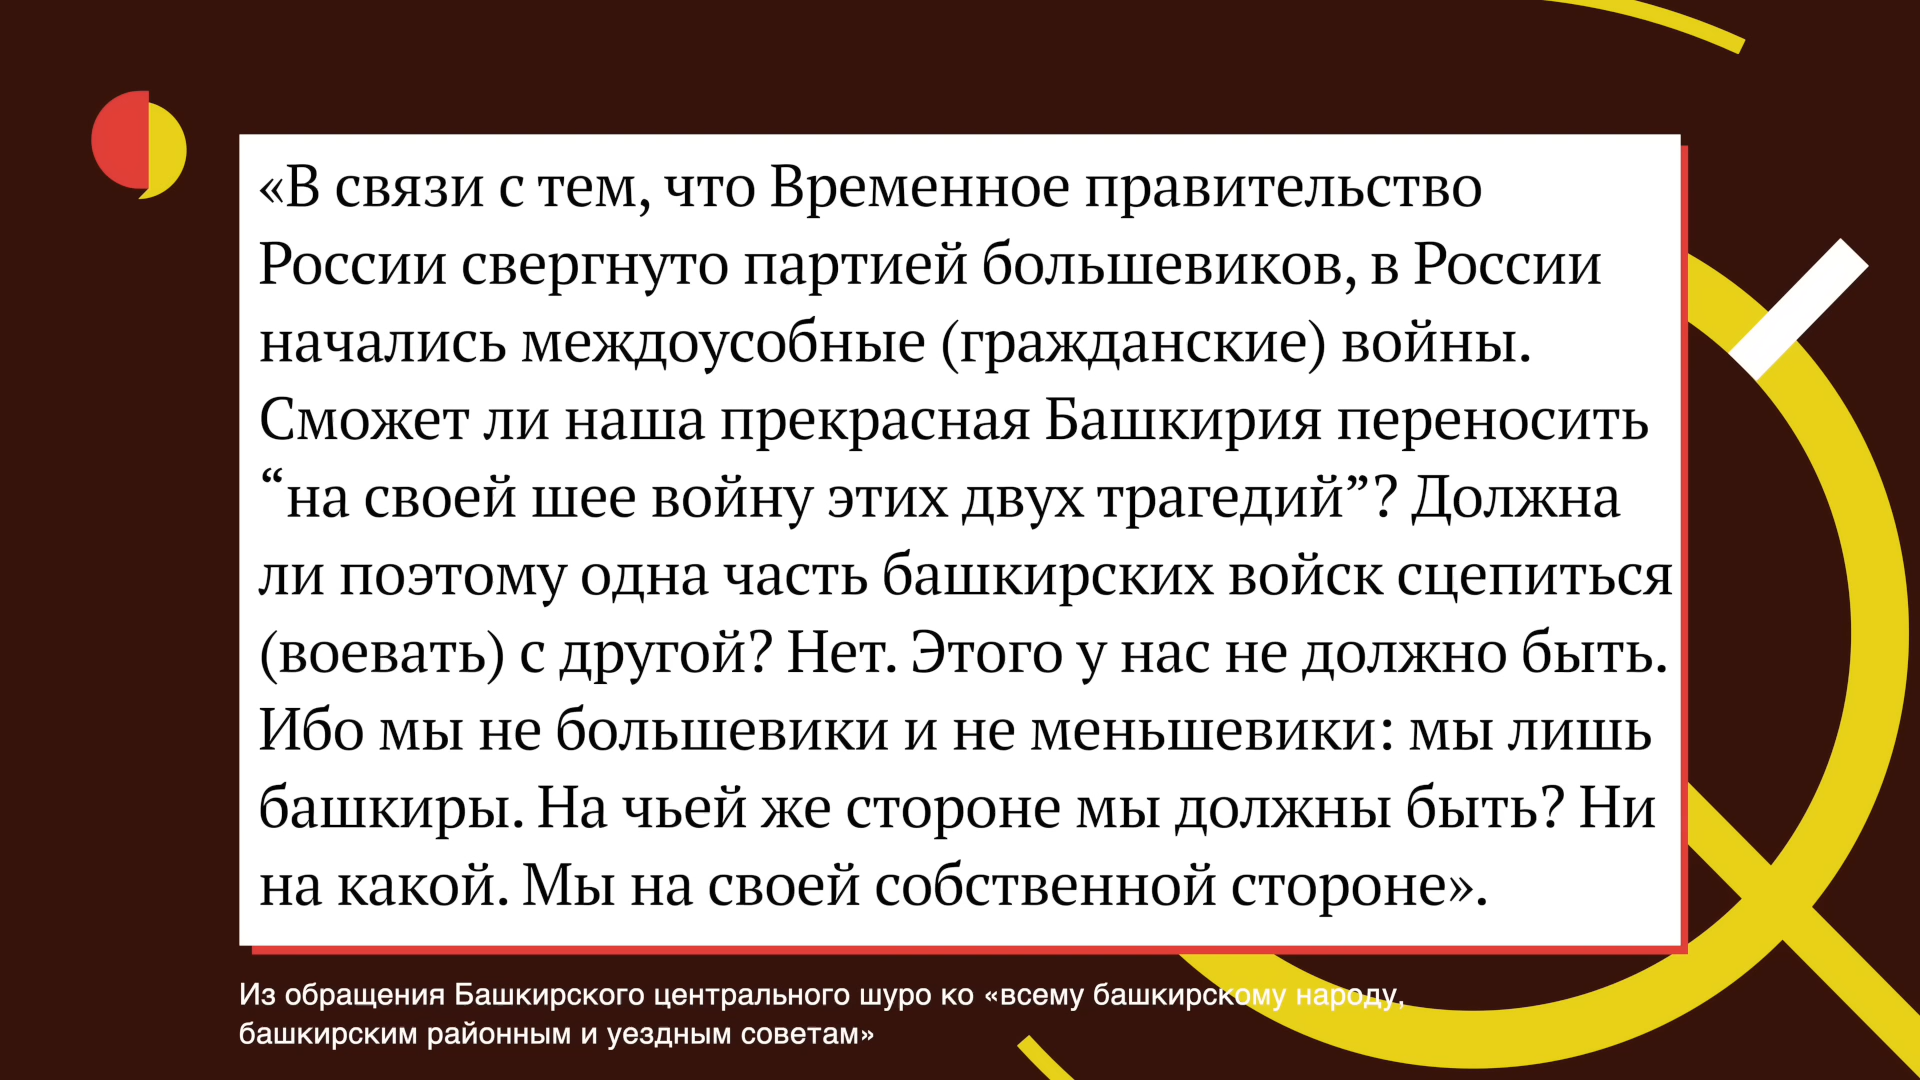 «В связи с тем, что Временное правительство
России свергнуто партией большевиков, в России
начались междоусобные (гражданские) войны.
Сможет ли наша прекрасная Башкирия переносить
“на своей шее войну этих двух трагедий”? Должна
ли поэтому одна часть башкирских войск сцепиться
(воевать) с другой? Нет. Этого у нас не должно быть.
Ибо мы не большевики и не меньшевики: мы лишь
башкиры. На чьей же стороне мы должны быть? Ни
на какой. Мы на своей собственной стороне».
Из обращения Башкирского центрального шуро ко «всему башкирскому народу,
башкирским районным и уездным советам»